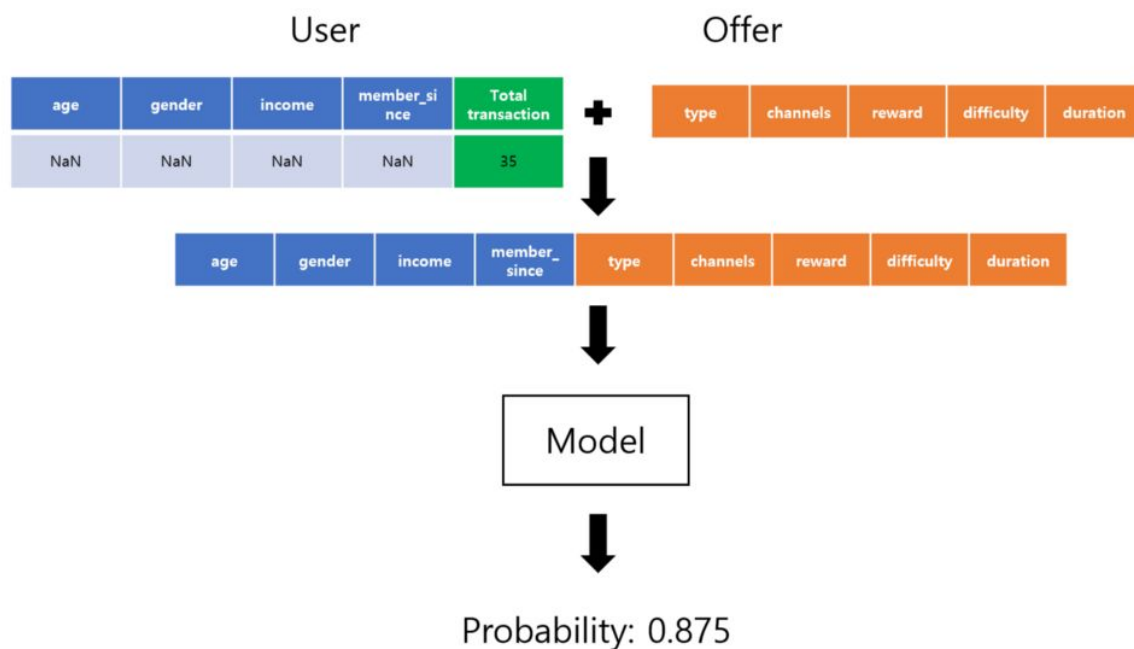 User Offer
age gender income member_si Total
nce transaction
type channels reward difficulty duration
NaN NaN NaN NaN 35
age gender income member_
since type channels reward difficulty duration
Model
Probability: 0.875